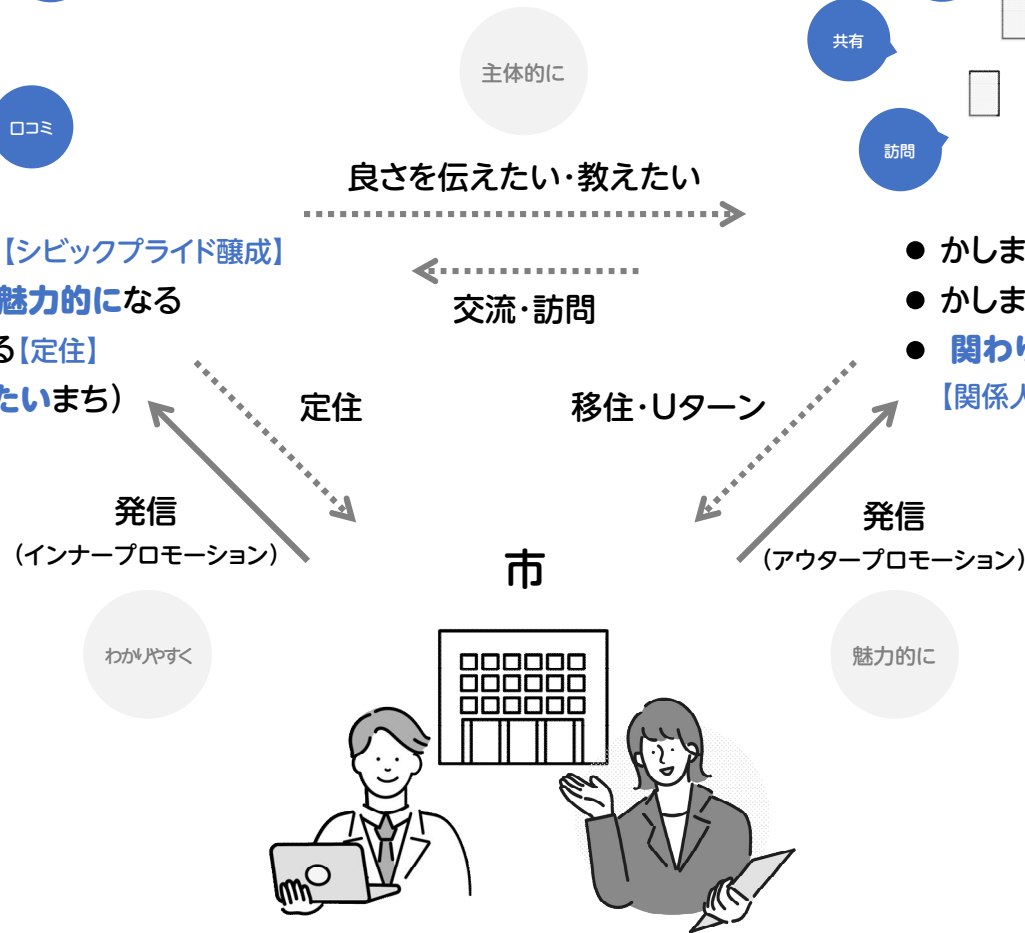 共有
主体的に
口コミ
訪問
良さを伝えたい・教えたい
【シビックプライド醸成】
魅力的になる
る【定住】
たいまち）
交流・訪問
● かしま
● かしま
● 関わり
【関係人
定住
移住・Uターン
発信
（インナープロモーション）
発信
（アウタープロモーション）
市
わかりやすく
魅力的に